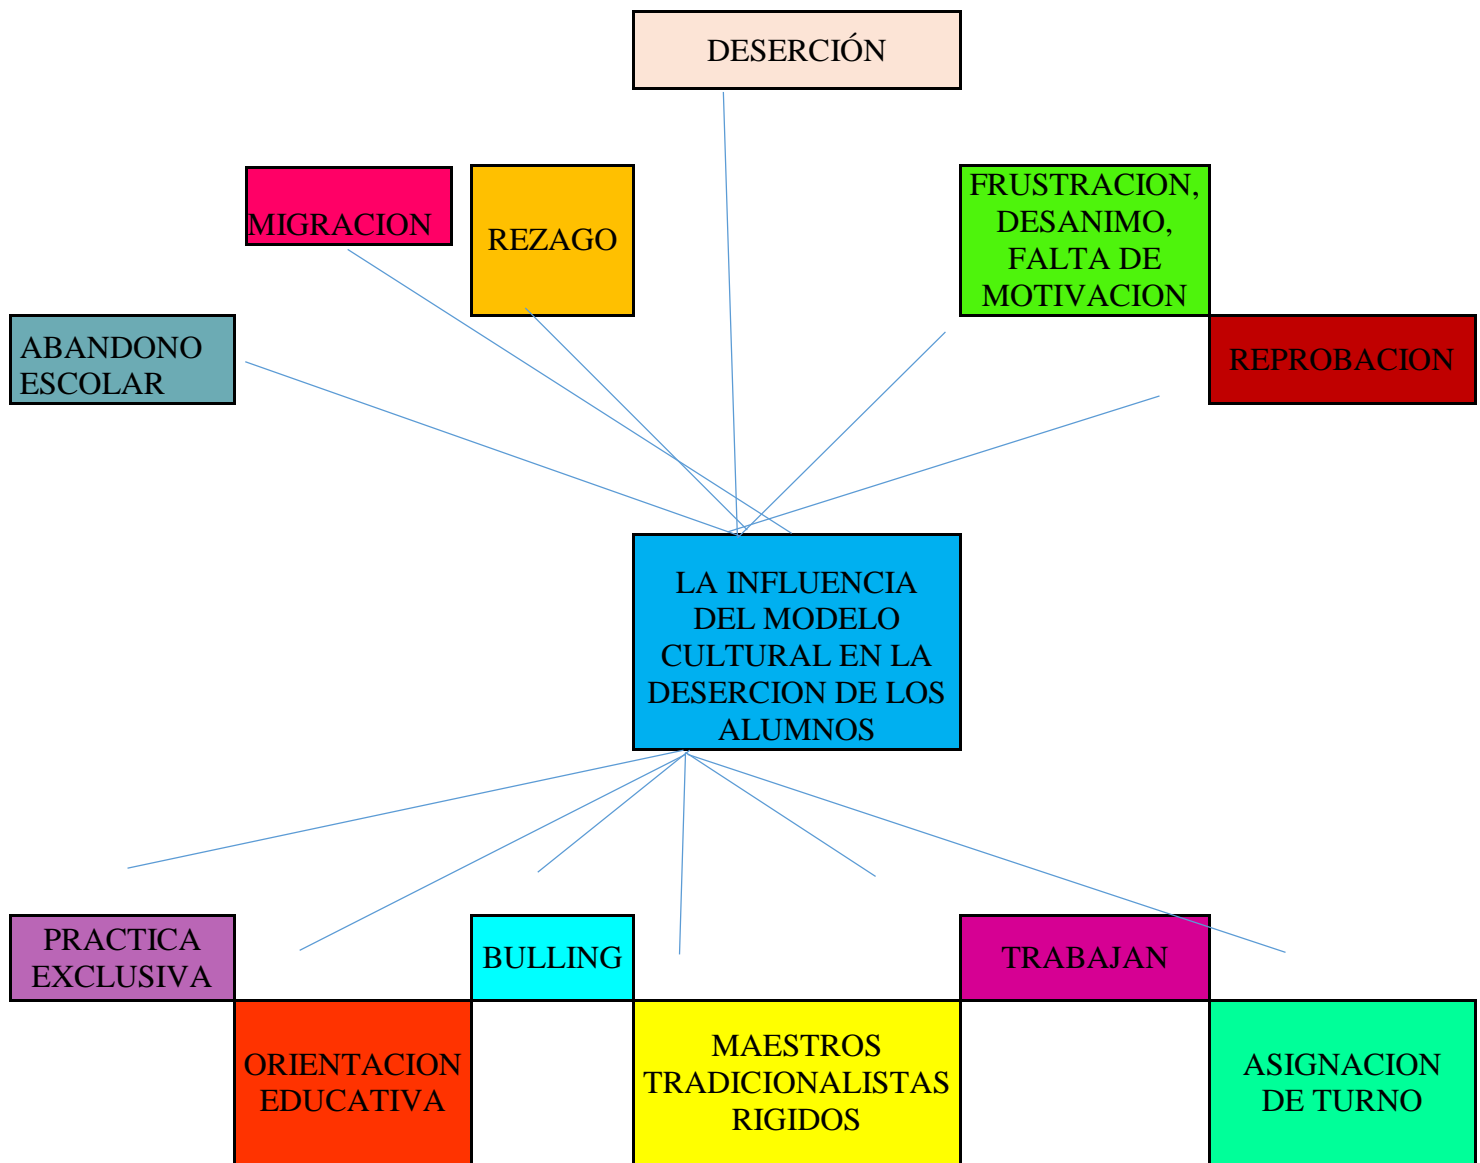 DESERCIÓN
MIGRACION
REZAGO
FRUSTRACION,
DESANIMO,
FALTA DE
MOTIVACION
ABANDONO
ESCOLAR
REPROBACION
LA INFLUENCIA
DEL MODELO
CULTURAL EN LA
DESERCION DE LOS
ALUMNOS
PRACTICA
EXCLUSIVA
BULLING
TRABAJAN
ORIENTACION
EDUCATIVA
MAESTROS
TRADICIONALISTAS
RIGIDOS
ASIGNACION
DE TURNO